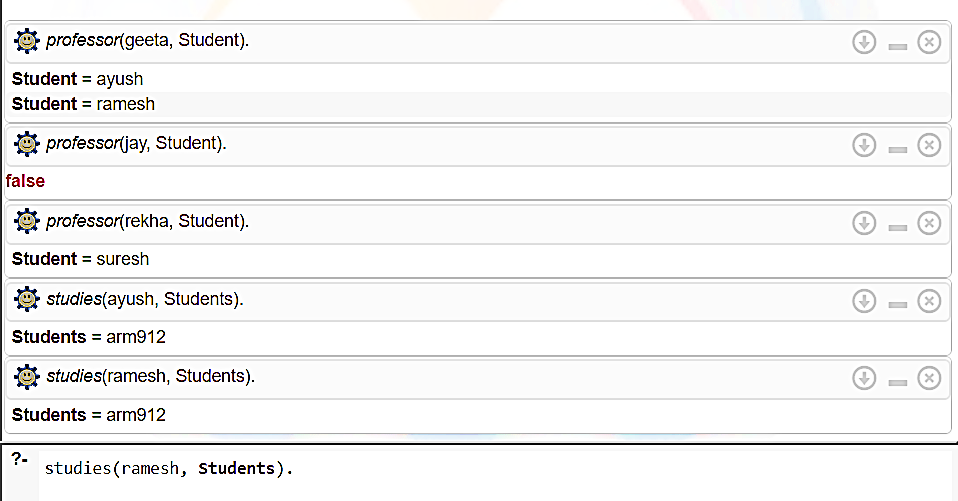 professor(geeta, Student).
Student = ayush
Student = ramesh
professor(jay, Student).
false
professor(rekha, Student).
Student = suresh
studies(ayush, Students).
Students = arm912
studies(ramesh, Students).
Students = arm912
?- studies(ramesh, Students).